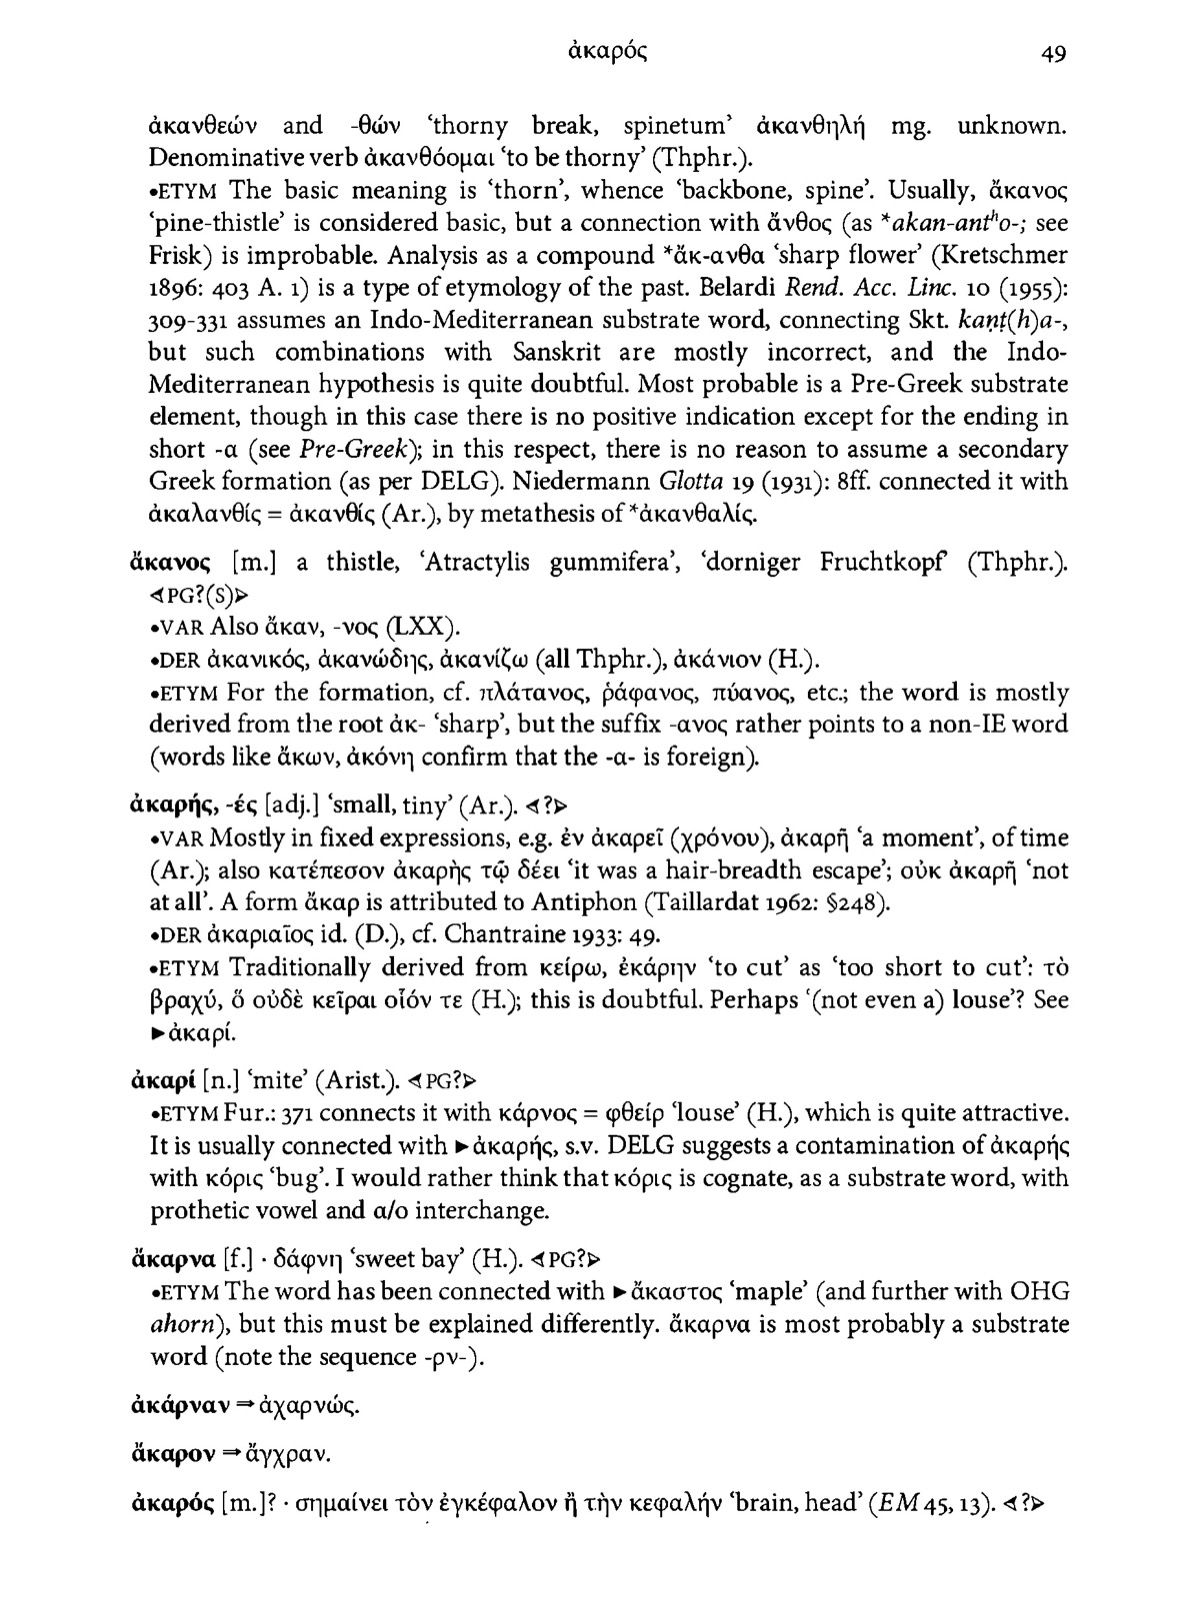 ἀκαρός 49
ἀκανθεών and -θών ‘thorny break, spinetum’ ἀκανθηλή mg. unknown.
Denominative verb ἀκανθόομαι ‘to be thorny’ (Thphr.).
•ETYM The basic meaning is ‘thorn’, whence ‘backbone, spine’. Usually, ἄκανος
‘pine-thistle’ is considered basic, but a connection with ἄνθος (as *akan-antʰo-; see
Frisk) is improbable. Analysis as a compound *ἄκ-ανθα ‘sharp flower’ (Kretschmer
1896: 403 A. 1) is a type of etymology of the past. Belardi Rend. Acc. Linc. 10 (1955):
309-331 assumes an Indo-Mediterranean substrate word, connecting Skt. kaṇṭ(h)a-,
but such combinations with Sanskrit are mostly incorrect, and the Indo-
Mediterranean hypothesis is quite doubtful. Most probable is a Pre-Greek substrate
element, though in this case there is no positive indication except for the ending in
short -α (see Pre-Greek); in this respect, there is no reason to assume a secondary
Greek formation (as per DELG). Niedermann Glotta 19 (1931): 8ff. connected it with
ἀκαλανθίς = ἀκανθίς (Ar.), by metathesis of *ἀκανθαλίς.
ἄκανος [m.] a thistle, ‘Atractylis gummifera’, ‘dorniger Fruchtkopf’ (Thphr.).
⊲PG?(S)⊳
•VAR Also ἄκαν, -νος (LXX).
•DER ἀκανικός, ἀκανώδης, ἀκανίζω (all Thphr.), ἀκάνιον (H.).
•ETYM For the formation, cf. πλάτανος, ῥάφανος, πύανος, etc.; the word is mostly
derived from the root ἀκ- ‘sharp’, but the suffix -ανος rather points to a non-IE word
(words like ἄκων, ἀκόνη confirm that the -α- is foreign).
ἀκαρής, -ές [adj.] ‘small, tiny’ (Ar.). ⊲?⊳
•VAR Mostly in fixed expressions, e.g. ἐν ἀκαρεῖ (χρόνου), ἀκαρῆ ‘a moment’, of time
(Ar.); also κατέπεσον ἀκαρὴς τῷ δέει ‘it was a hair-breadth escape’; οὐκ ἀκαρῆ ‘not
at all’. A form ἄκαρ is attributed to Antiphon (Taillardat 1962: §248).
•DER ἀκαριαῖος id. (D.), cf. Chantraine 1933: 49.
•ETYM Traditionally derived from κείρω, ἐκάρην ‘to cut’ as ‘too short to cut’: τὸ
βραχύ, ὅ οὐδὲ κεῖραι οἷόν τε (H.); this is doubtful. Perhaps ‘(not even a) louse’? See
►ἀκαρί.
ἀκαρί [n.] ‘mite’ (Arist.). ⊲PG?⊳
•ETYM Fur.: 371 connects it with κάρνος = φθείρ ‘louse’ (H.), which is quite attractive.
It is usually connected with ►ἀκαρής, s.v. DELG suggests a contamination of ἀκαρής
with κόρις ‘bug’. I would rather think that κόρις is cognate, as a substrate word, with
prothetic vowel and α/ο interchange.
ἄκαρνα [f.] · δάφνη ‘sweet bay’ (H.). ⊲PG?⊳
•ETYM The word has been connected with ►ἄκαστος ‘maple’ (and further with OHG
ahorn), but this must be explained differently. ἄκαρνα is most probably a substrate
word (note the sequence -ρν-).
ἀκάρναν ⇒ ἀχαρνώς.
ἄκαρον ⇒ ἄγχραν.
ἀκαρός [m.]? · σημαίνει τὸν ἐγκέφαλον ἢ τὴν κεφαλήν ‘brain, head’ (EM 45, 13). ⊲?⊳